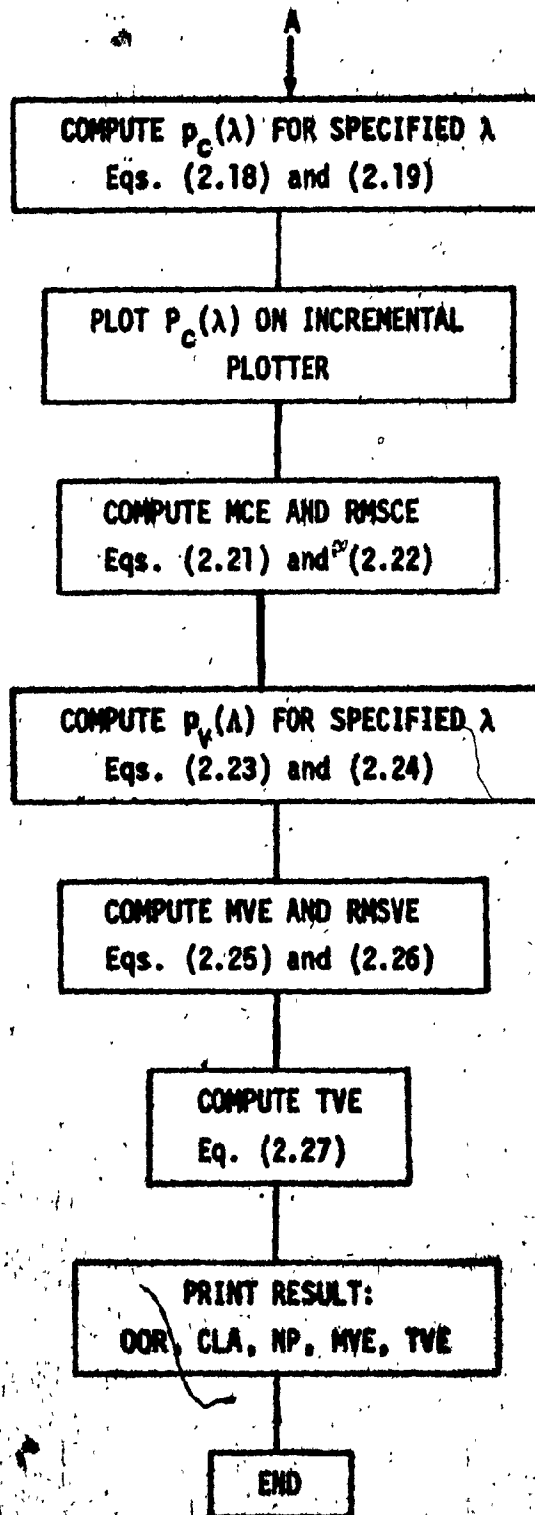 A
COMPUTE p_c(λ) FOR SPECIFIED λ
Eqs. (2.18) and (2.19)
PLOT P_c(λ) ON INCREMENTAL
PLOTTER
COMPUTE MCE AND RMSCE
Eqs. (2.21) and (2.22)
COMPUTE p_v(Λ) FOR SPECIFIED λ
Eqs. (2.23) and (2.24)
COMPUTE MVE AND RMSVE
Eqs. (2.25) and (2.26)
COMPUTE TVE
Eq. (2.27)
PRINT RESULT:
OOR, CLA, NP, MVE, TVE
END